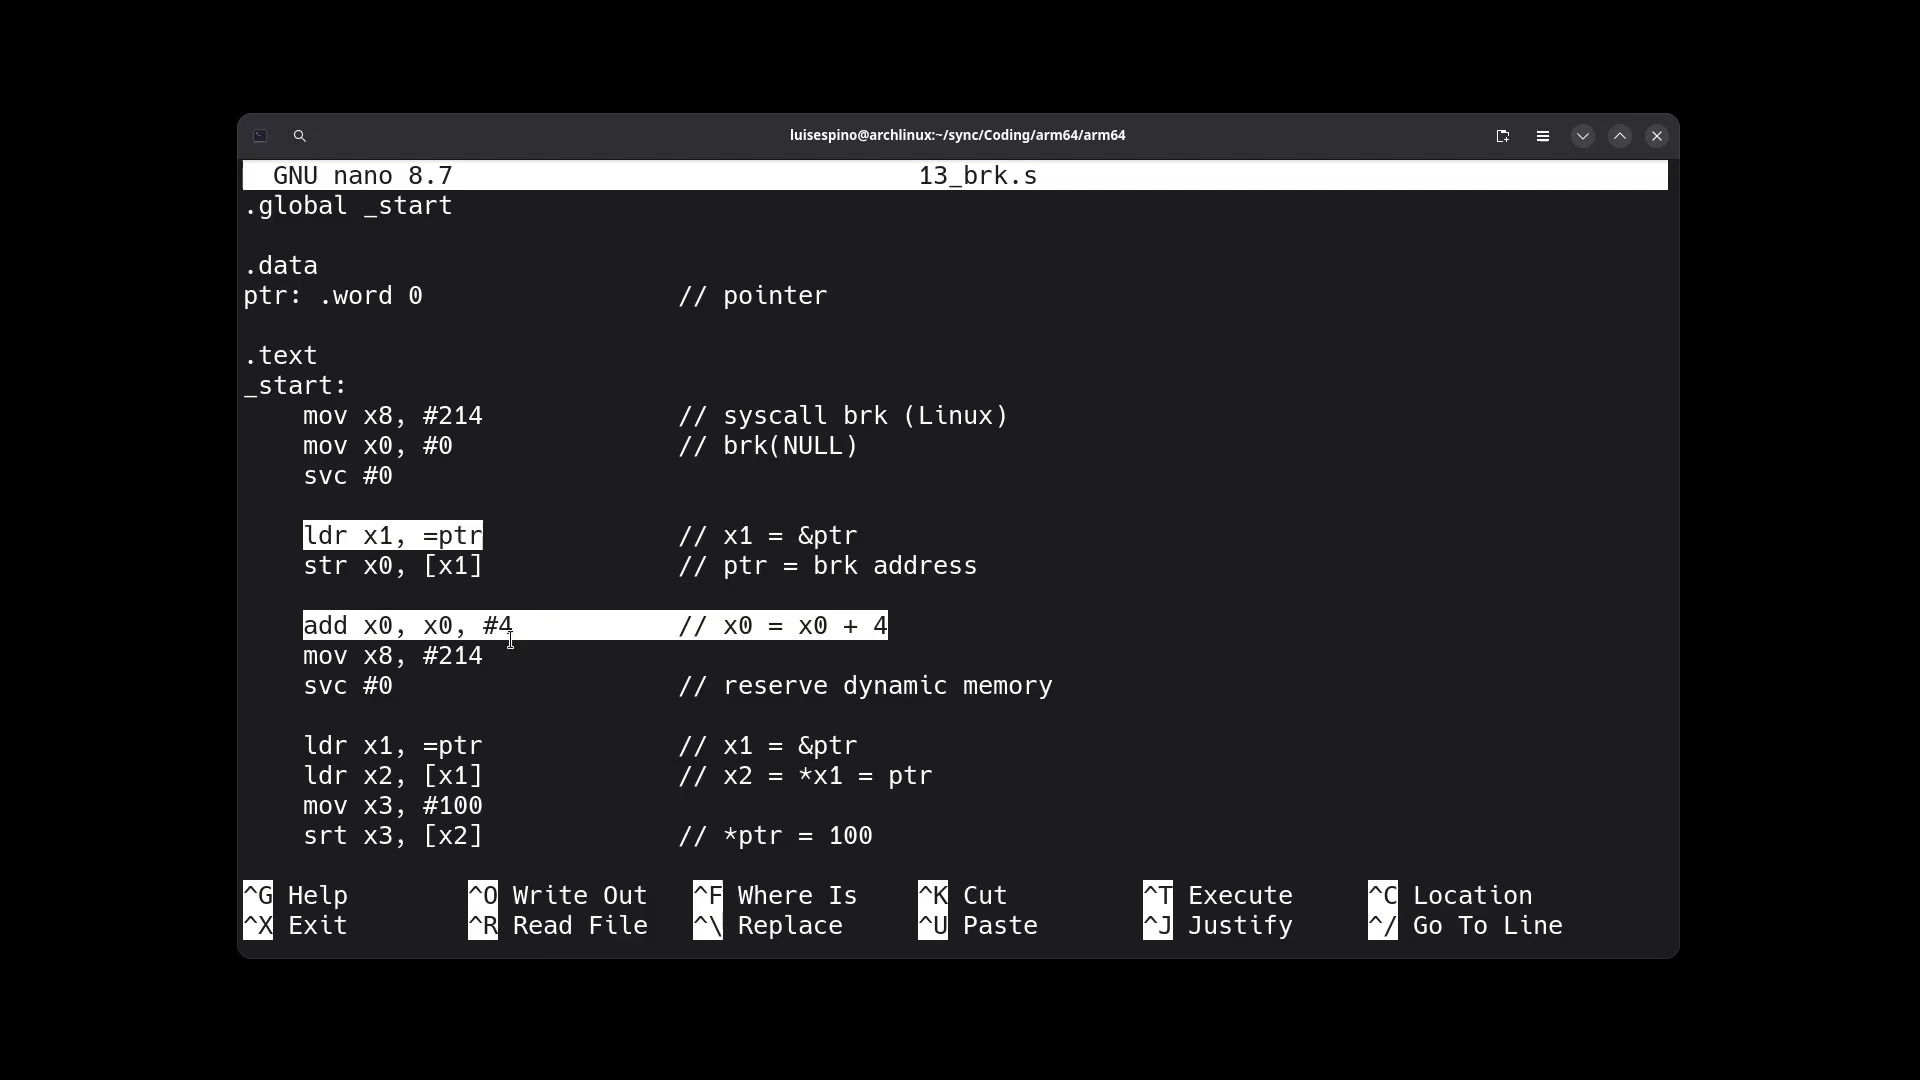 luisespino@archlinux:~/sync/Coding/arm64/arm64
GNU nano 8.7 13_brk.s
.global _start
.data
ptr: .word 0 // pointer
.text
_start:
mov x8, #214 // syscall brk (Linux)
mov x0, #0 // brk(NULL)
svc #0
ldr x1, =ptr // x1 = &ptr
str x0, [x1] // ptr = brk address
add x0, x0, #4 // x0 = x0 + 4
mov x8, #214
svc #0 // reserve dynamic memory
ldr x1, =ptr // x1 = &ptr
ldr x2, [x1] // x2 = *x1 = ptr
mov x3, #100
srt x3, [x2] // *ptr = 100
^G Help ^O Write Out ^F Where Is ^K Cut ^T Execute ^C Location
^X Exit ^R Read File ^\ Replace ^U Paste ^J Justify ^/ Go To Line